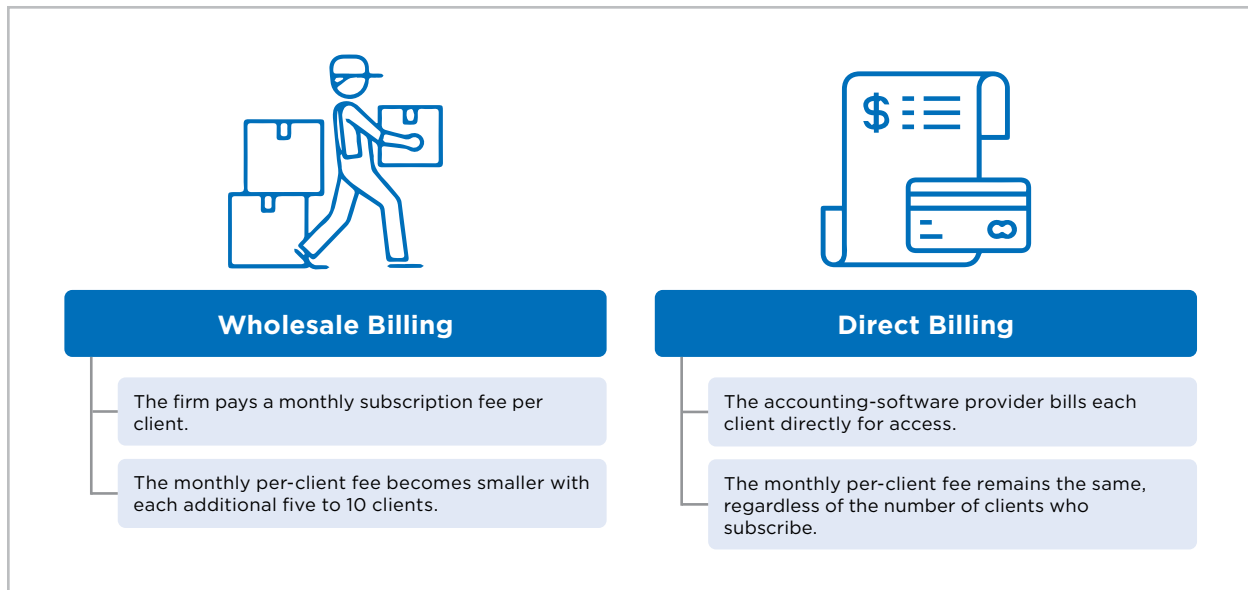 $
Wholesale Billing
The firm pays a monthly subscription fee per
client.
The monthly per-client fee becomes smaller with
each additional five to 10 clients.
Direct Billing
The accounting-software provider bills each
client directly for access.
The monthly per-client fee remains the same,
regardless of the number of clients who
subscribe.